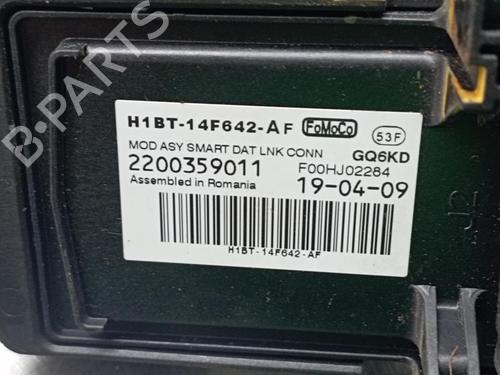 H1BT-14F642-AF FoMoCo 53F
MOD ASY SMART DAT LNK CONN GQ6KD
2200359011 F00HJ02284
Assembled in Romania 19-04-09
H1BT-14F642-AF
B-PARTS